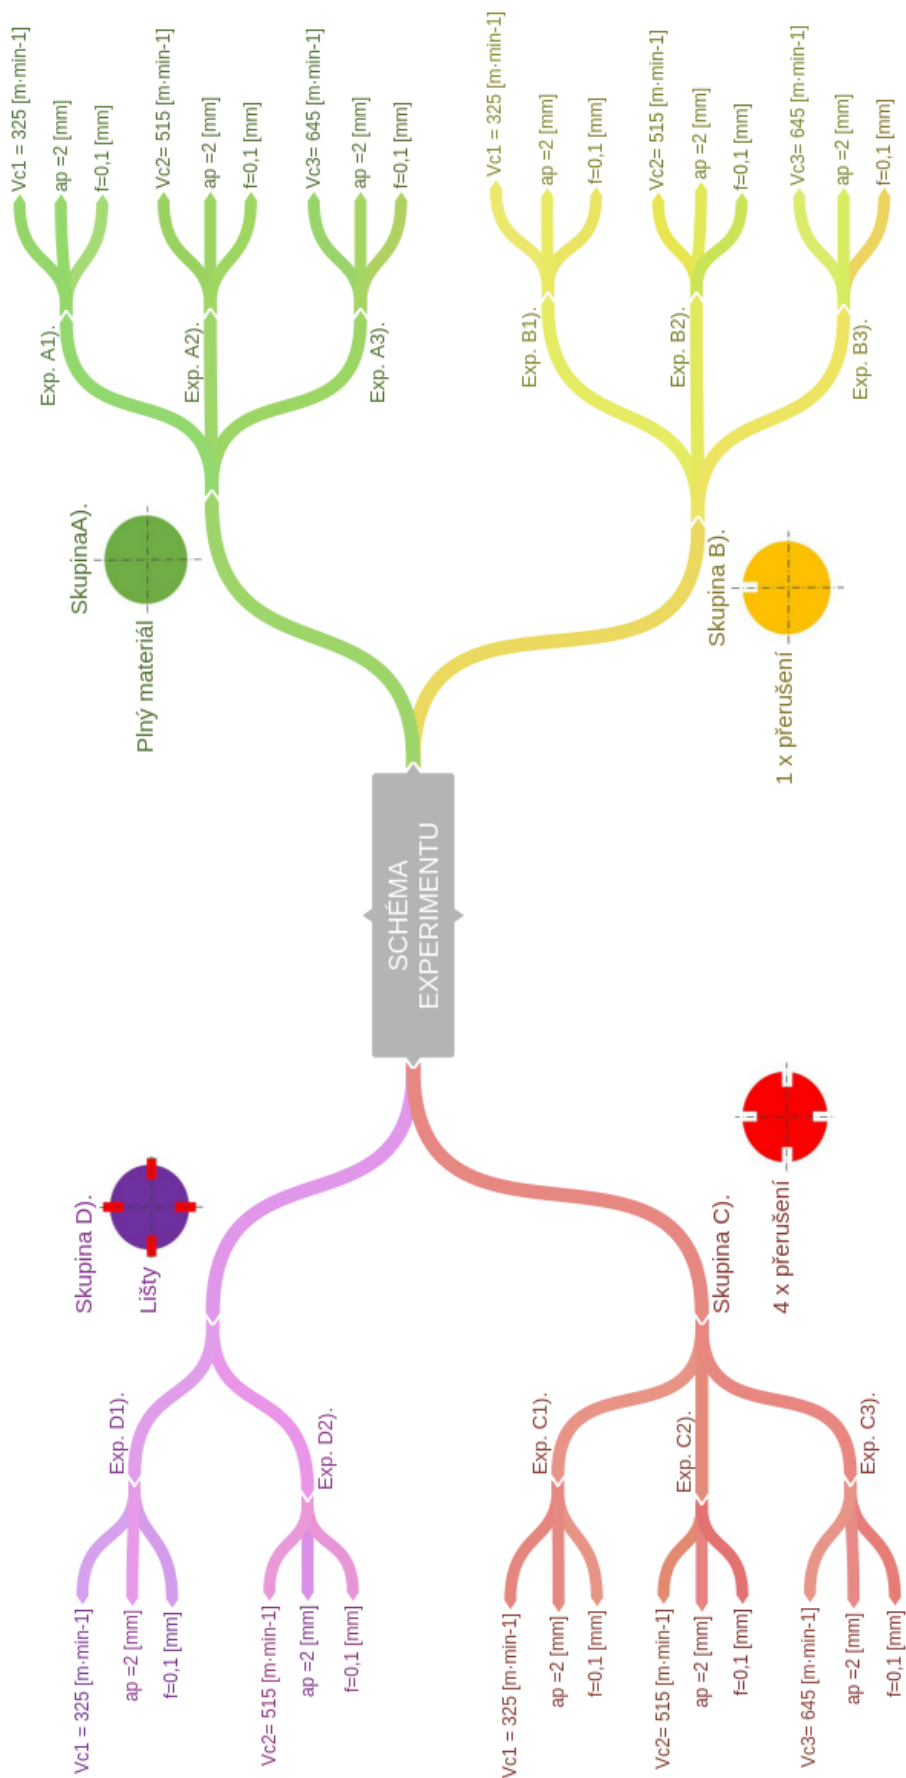 SCHÉMA
EXPERIMENTU
SkupinaA).
Plný materiál
Exp. A1).
Vc1 = 325 [m·min-1]
ap =2 [mm]
f=0,1 [mm]
Exp. A2).
Vc2= 515 [m·min-1]
ap =2 [mm]
f=0,1 [mm]
Exp. A3).
Vc3= 645 [m·min-1]
ap =2 [mm]
f=0,1 [mm]
Skupina B).
1 x přerušení
Exp. B1).
Vc1 = 325 [m·min-1]
ap =2 [mm]
f=0,1 [mm]
Exp. B2).
Vc2= 515 [m·min-1]
ap =2 [mm]
f=0,1 [mm]
Exp. B3).
Vc3= 645 [m·min-1]
ap =2 [mm]
f=0,1 [mm]
Skupina D).
Lišty
Exp. D1).
Vc1 = 325 [m·min-1]
ap =2 [mm]
f=0,1 [mm]
Exp. D2).
Vc2= 515 [m·min-1]
ap =2 [mm]
f=0,1 [mm]
Skupina C).
4 x přerušení
Exp. C1).
Vc1 = 325 [m·min-1]
ap =2 [mm]
f=0,1 [mm]
Exp. C2).
Vc2= 515 [m·min-1]
ap =2 [mm]
f=0,1 [mm]
Exp. C3).
Vc3= 645 [m·min-1]
ap =2 [mm]
f=0,1 [mm]